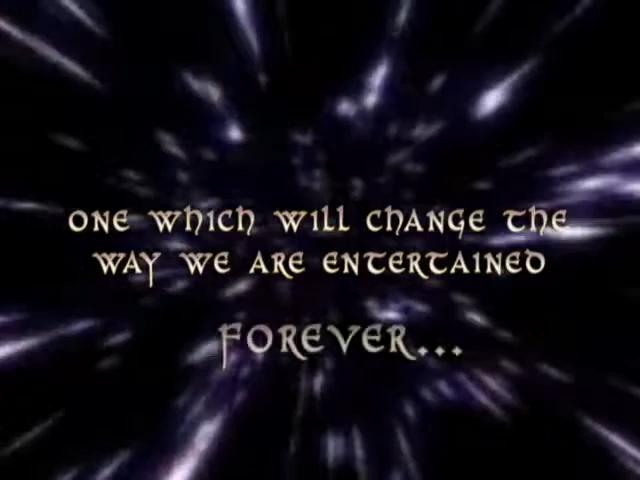 ONE WHICH WILL CHANGE THE
WAY WE ARE ENTERTAINED
FOREVER...